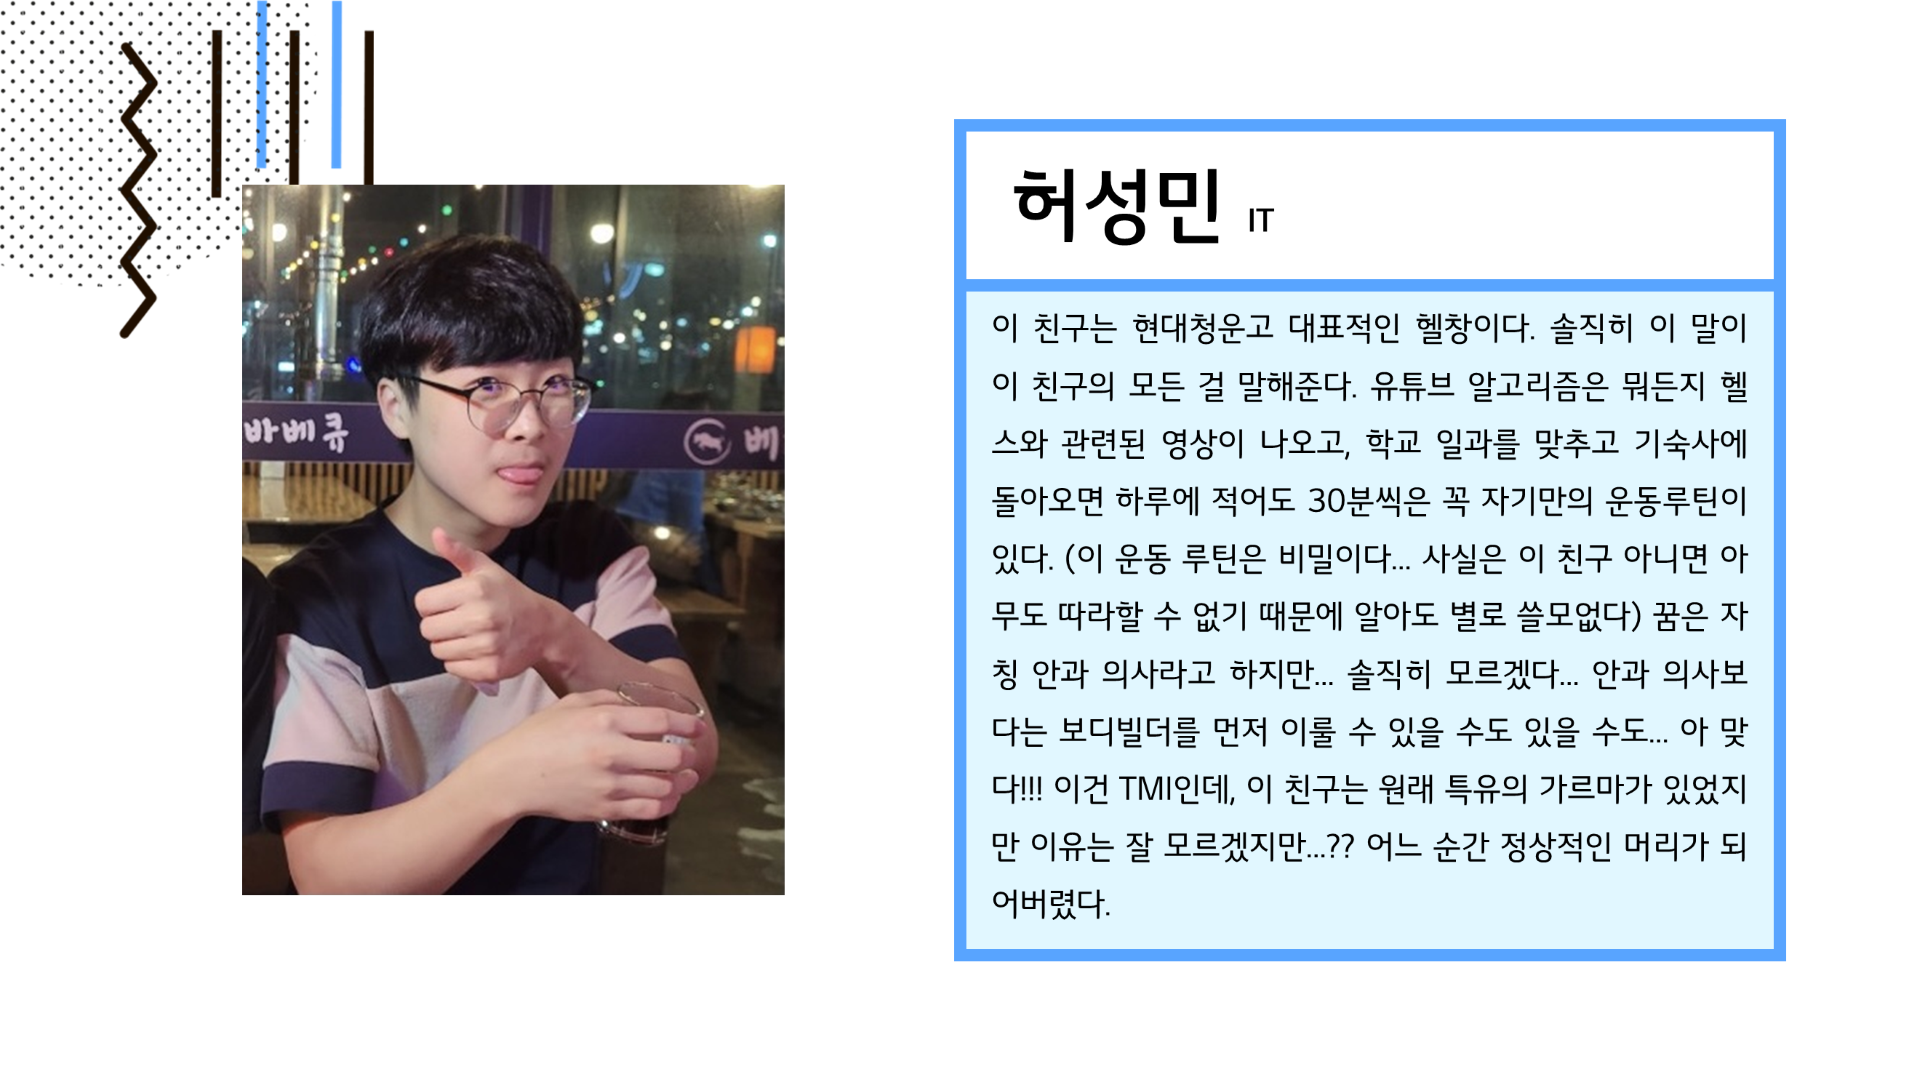 허성민 IT
이 친구는 현대청운고 대표적인 헬창이다. 솔직히 이 말이
이 친구의 모든 걸 말해준다. 유튜브 알고리즘은 뭐든지 헬
스와 관련된 영상이 나오고, 학교 일과를 맞추고 기숙사에
돌아오면 하루에 적어도 30분씩은 꼭 자기만의 운동루틴이
있다. (이 운동 루틴은 비밀이다... 사실은 이 친구 아니면 아
무도 따라할 수 없기 때문에 알아도 별로 쓸모없다) 꿈은 자
칭 안과 의사라고 하지만... 솔직히 모르겠다... 안과 의사보
다는 보디빌더를 먼저 이룰 수 있을 수도 있을 수도... 아 맞
다!!! 이건 TMI인데, 이 친구는 원래 특유의 가르마가 있었지
만 이유는 잘 모르겠지만...?? 어느 순간 정상적인 머리가 되
어버렸다.
바베큐
베